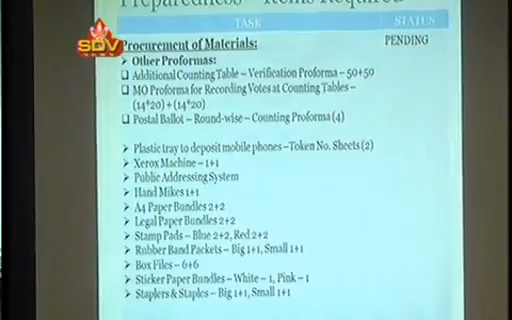 Preparedness – Items Required
TASK
STATUS
SDV
NEWS
Procurement of Materials:
PENDING
➢ Other Proformas:
❑ Additional Counting Table – Verification Proforma – 50+50
❑ MO Proforma for Recording Votes at Counting Tables –
(14*20) + (14*20)
❑ Postal Ballot – Round-wise – Counting Proforma (4)
➢ Plastic tray to deposit mobile phones – Token No. Sheets (2)
➢ Xerox Machine – 1+1
➢ Public Addressing System
➢ Hand Mikes 1+1
➢ A4 Paper Bundles 2+2
➢ Legal Paper Bundles 2+2
➢ Stamp Pads – Blue 2+2, Red 2+2
➢ Rubber Band Packets – Big 1+1, Small 1+1
➢ Box Files – 6+6
➢ Sticker Paper Bundles – White – 1, Pink – 1
➢ Staplers & Staples – Big 1+1, Small 1+1